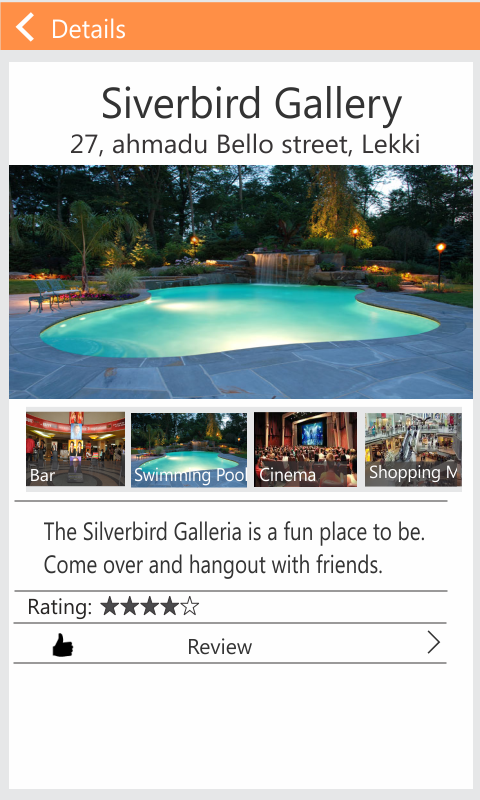 Details
Siverbird Gallery
27, ahmadu Bello street, Lekki
Bar
Swimming Pool
Cinema
Shopping M
The Silverbird Galleria is a fun place to be.
Come over and hangout with friends.
Rating:
Review